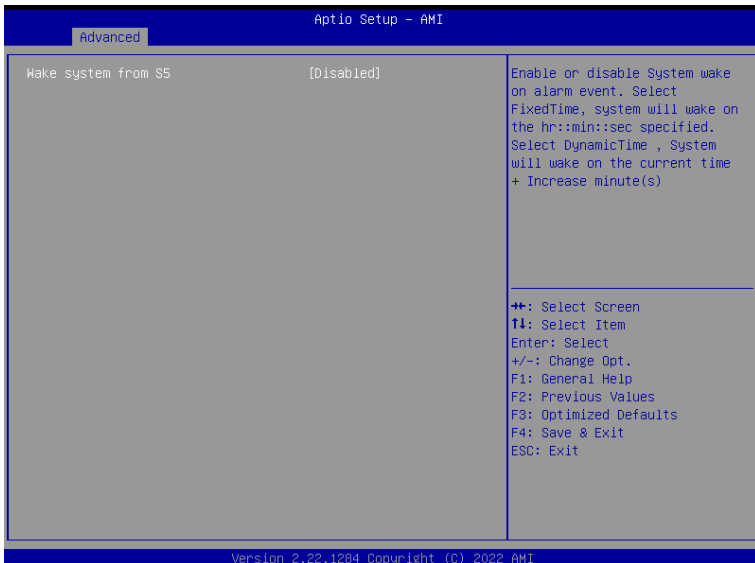 Aptio Setup – AMI
Advanced
Wake system from S5 [Disabled]
Enable or disable System wake
on alarm event. Select
FixedTime, system will wake on
the hr::min::sec specified.
Select DynamicTime , System
will wake on the current time
+ Increase minute(s)
→←: Select Screen
↑↓: Select Item
Enter: Select
+/-: Change Opt.
F1: General Help
F2: Previous Values
F3: Optimized Defaults
F4: Save & Exit
ESC: Exit
Version 2.22.1284 Copyright (C) 2022 AMI